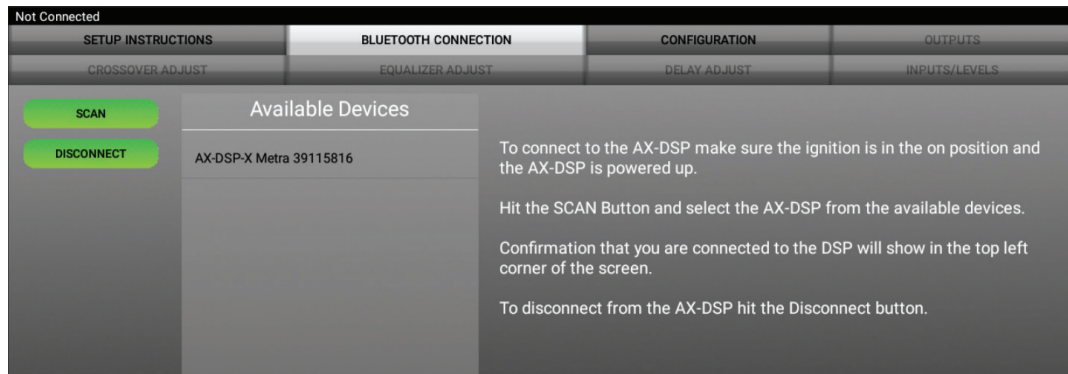 Not Connected
SETUP INSTRUCTIONS BLUETOOTH CONNECTION CONFIGURATION OUTPUTS
CROSSOVER ADJUST EQUALIZER ADJUST DELAY ADJUST INPUTS/LEVELS
SCAN
DISCONNECT
Available Devices
AX-DSP-X Metra 39115816
To connect to the AX-DSP make sure the ignition is in the on position and
the AX-DSP is powered up.
Hit the SCAN Button and select the AX-DSP from the available devices.
Confirmation that you are connected to the DSP will show in the top left
corner of the screen.
To disconnect from the AX-DSP hit the Disconnect button.